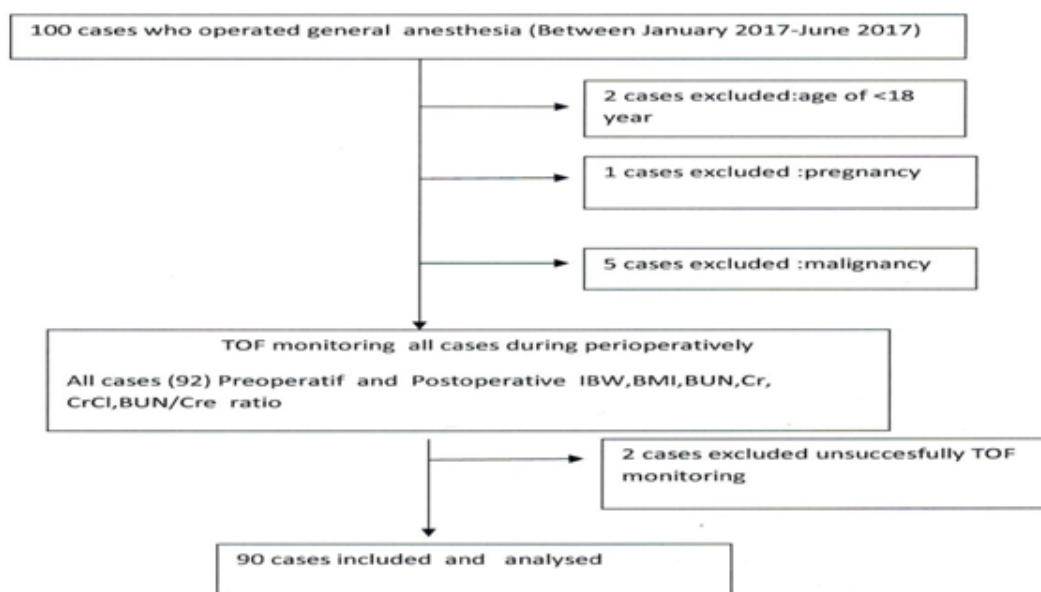 100 cases who operated general anesthesia (Between January 2017-June 2017)
2 cases excluded:age of <18
year
1 cases excluded :pregnancy
5 cases excluded :malignancy
TOF monitoring all cases during perioperatively
All cases (92) Preoperatif and Postoperative IBW,BMI,BUN,Cr,
CrCl,BUN/Cre ratio
2 cases excluded unsuccesfully TOF
monitoring
90 cases included and analysed